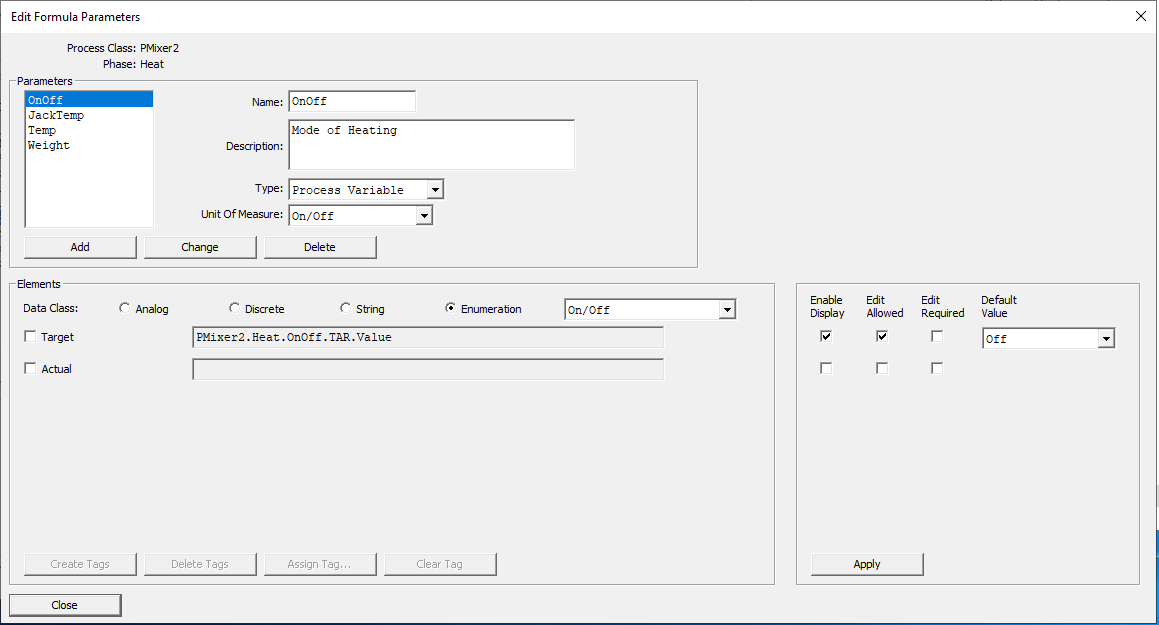 Edit Formula Parameters
Process Class: PMixer2
Phase: Heat
Parameters
OnOff
JackTemp
Temp
Weight
Name: OnOff
Description: Mode of Heating
Type: Process Variable
Unit Of Measure: On/Off
Add Change Delete
Elements
Data Class: Analog Discrete String Enumeration On/Off
Target PMixer2.Heat.OnOff.TAR.Value
Actual
Create Tags Delete Tags Assign Tag... Clear Tag
Enable Edit Edit Default
Display Allowed Required Value
Off
Apply
Close